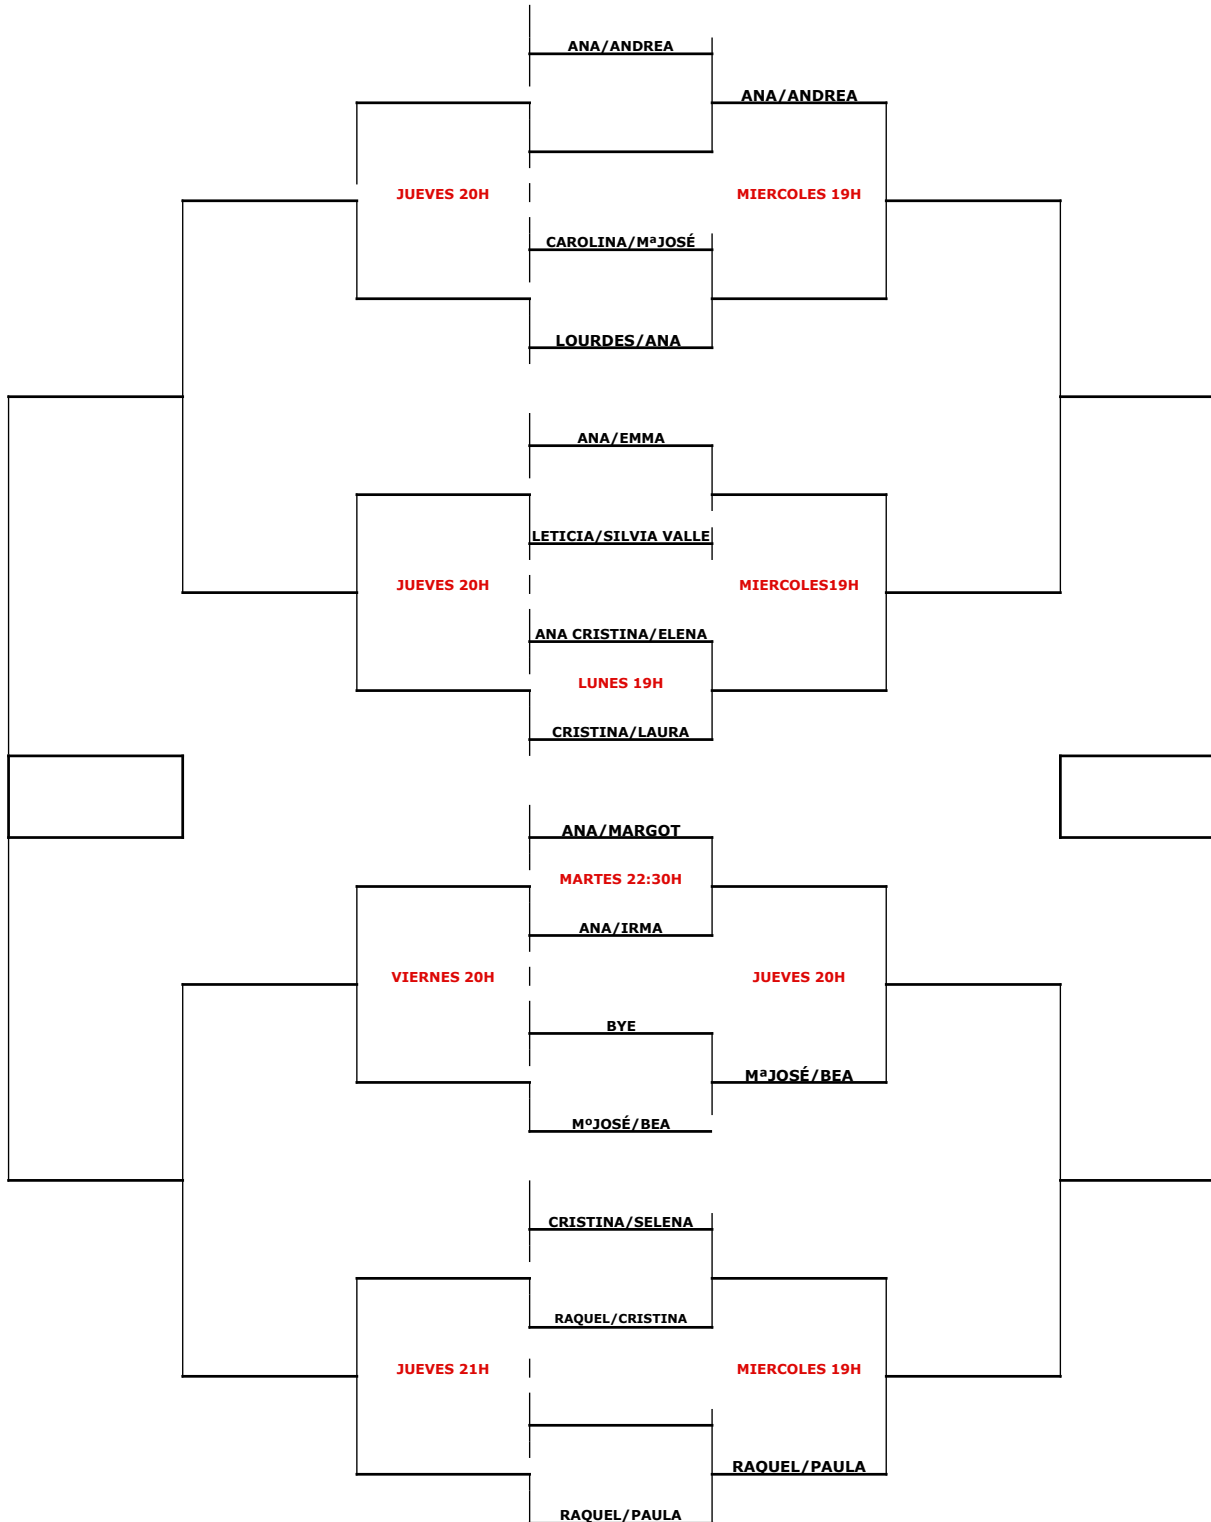 ANA/ANDREA
ANA/ANDREA
JUEVES 20H
MIERCOLES 19H
CAROLINA/MªJOSÉ
LOURDES/ANA
ANA/EMMA
LETICIA/SILVIA VALLE
JUEVES 20H
MIERCOLES19H
ANA CRISTINA/ELENA
LUNES 19H
CRISTINA/LAURA
ANA/MARGOT
MARTES 22:30H
ANA/IRMA
VIERNES 20H
JUEVES 20H
BYE
MªJOSÉ/BEA
MºJOSÉ/BEA
CRISTINA/SELENA
RAQUEL/CRISTINA
JUEVES 21H
MIERCOLES 19H
RAQUEL/PAULA
RAQUEL/PAULA